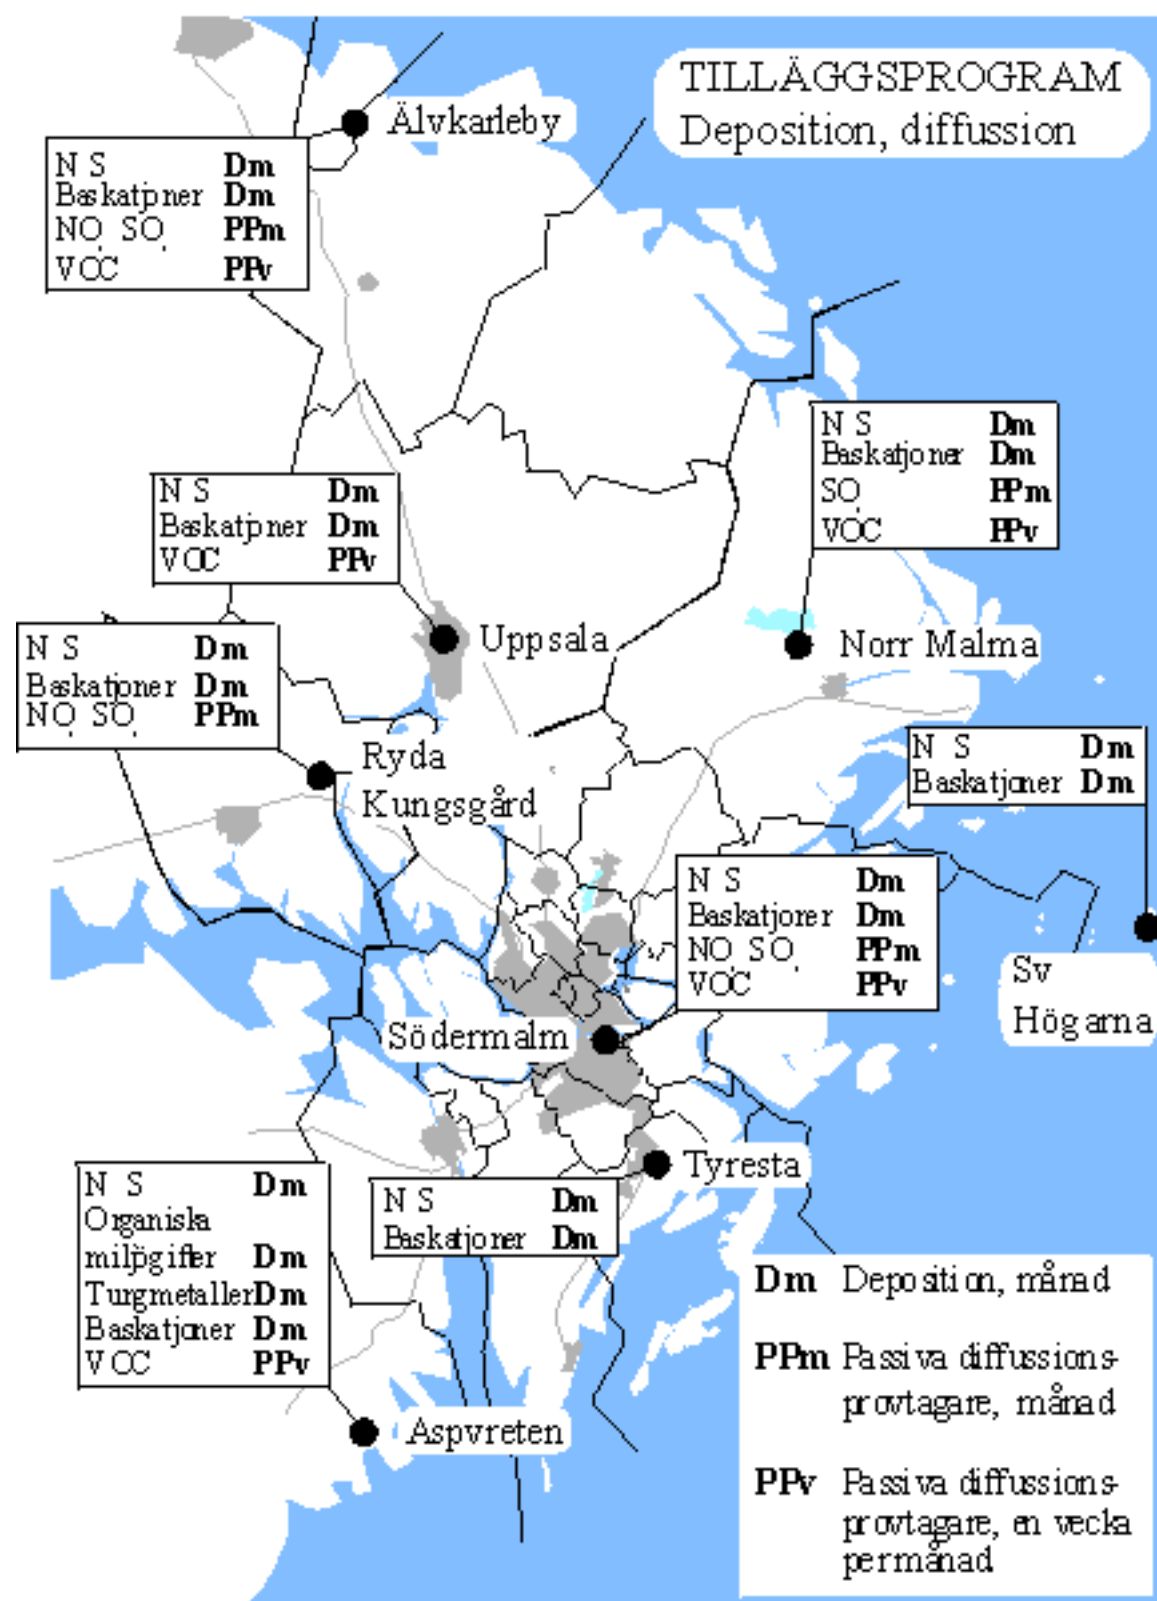 TILLÄGGSPROGRAM
Deposition, diffussion
Älvkarleby
N S Dm
Baskatjoner Dm
NO, SO, PPm
VOC PPv
N S Dm
Baskatjoner Dm
SO, PPm
VOC PPv
N S Dm
Baskatjoner Dm
VOC PPv
Uppsala
Norr Malma
N S Dm
Baskatjoner Dm
NO, SO, PPm
Ryda
Kungsgård
N S Dm
Baskatjoner Dm
Sv
Högarna
N S Dm
Baskatjorer Dm
NO, SO, PPm
VOC PPv
Södermalm
Tyresta
N S Dm
Baskatjoner Dm
N S Dm
Organiska
miljögifter Dm
Turgmetaller Dm
Baskatjoner Dm
VOC PPv
Aspvreten
Dm Deposition, månad
PPm Passiva diffussions-
provtagare, månad
PPv Passiva diffussions-
provtagare, en vecka
per månad